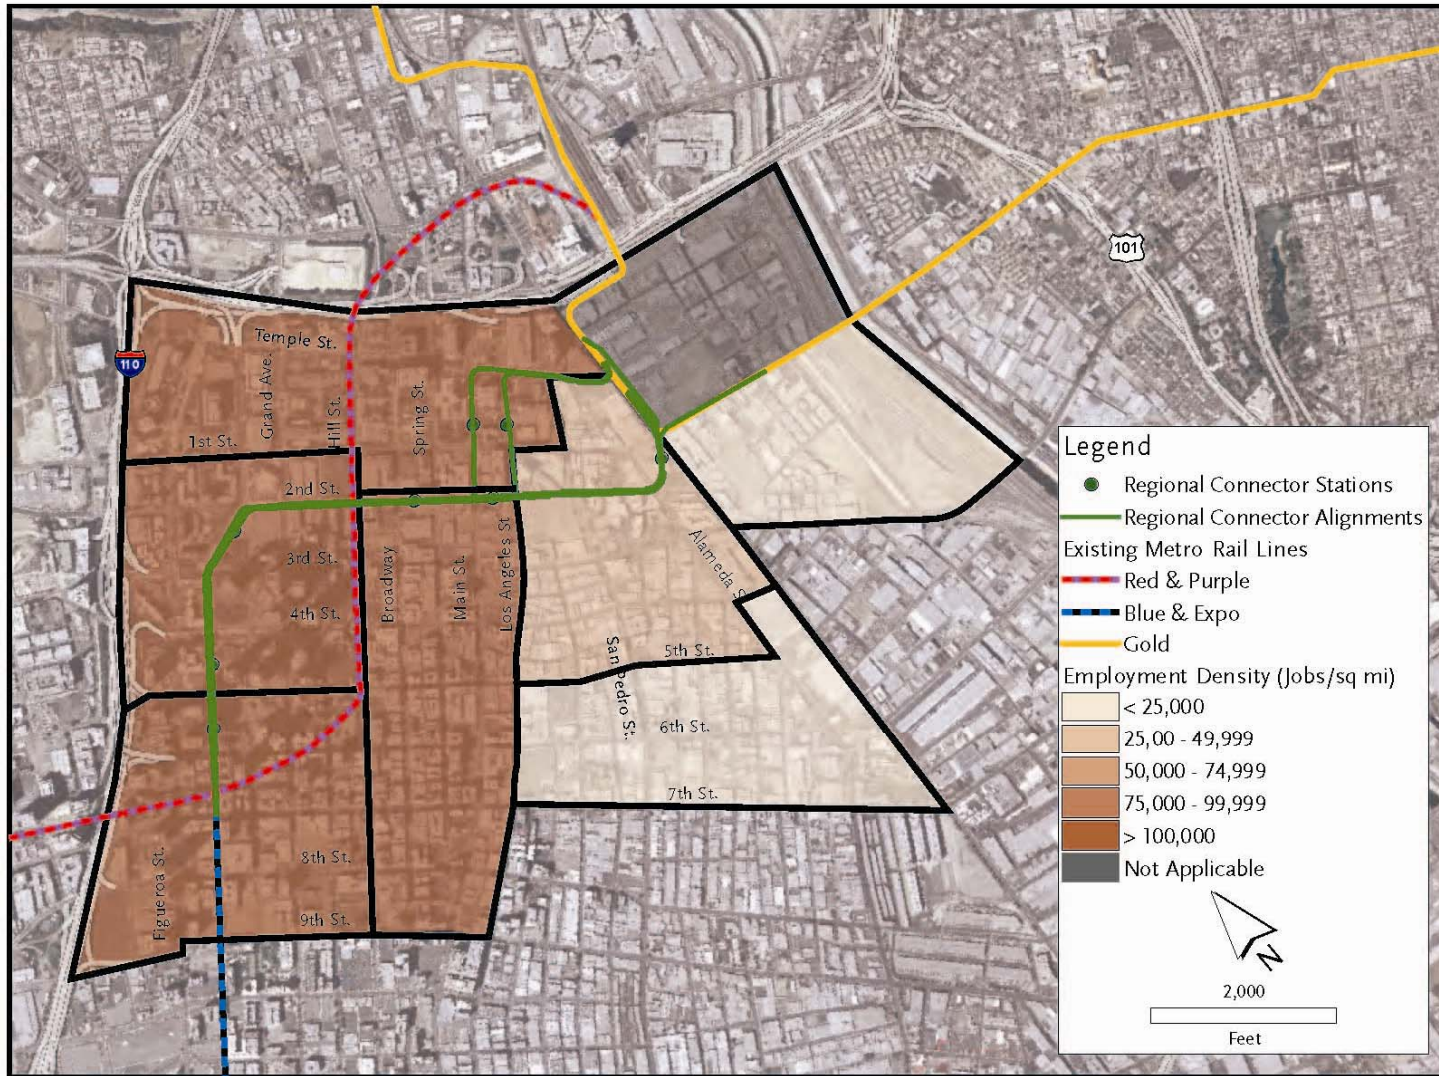 101
Temple St.
110
Grand Ave.
Hill St.
Spring St.
1st St.
2nd St.
3rd St.
4th St.
Broadway
Main St.
Los Angeles St
Alameda S
San Pedro St.
5th St.
6th St.
7th St.
8th St.
9th St.
Figueroa St.
Legend
Regional Connector Stations
Regional Connector Alignments
Existing Metro Rail Lines
Red & Purple
Blue & Expo
Gold
Employment Density (Jobs/sq mi)
< 25,000
25,00 - 49,999
50,000 - 74,999
75,000 - 99,999
> 100,000
Not Applicable
N
2,000
Feet